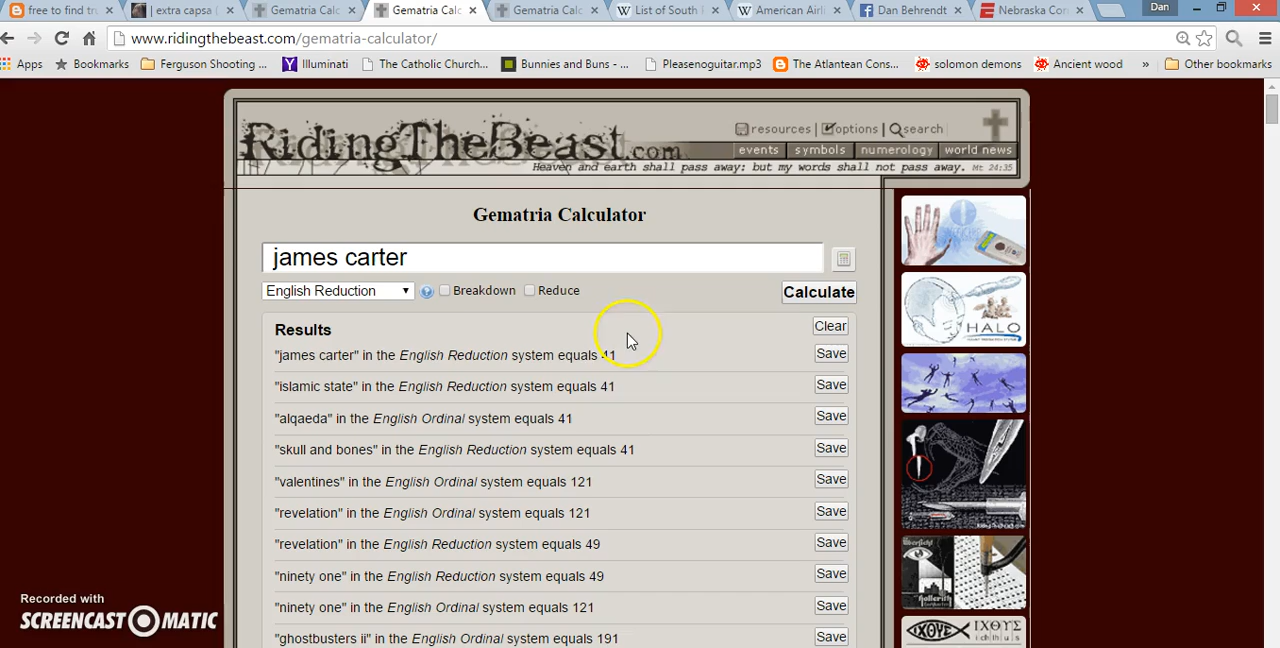 free to find tru
| extra capsa (
Gematria Calc
Gematria Calc
Gematria Calc
List of South
American Airli
Dan Behrendt
Nebraska Cor
Dan
www.ridingthebeast.com/gematria-calculator/
Apps
Bookmarks
Ferguson Shooting ...
Illuminati
The Catholic Church...
Bunnies and Buns - ...
Pleasenoguitar.mp3
The Atlantean Cons...
solomon demons
Ancient wood
»
Other bookmarks
RidingTheBeast.com
resources | options | search
events | symbols | numerology | world news
Heaven and earth shall pass away: but my words shall not pass away. Mt 24:35
Gematria Calculator
james carter
English Reduction
Breakdown
Reduce
Calculate
Results
Clear
"james carter" in the English Reduction system equals 41
Save
"islamic state" in the English Reduction system equals 41
Save
"alqaeda" in the English Ordinal system equals 41
Save
"skull and bones" in the English Reduction system equals 41
Save
"valentines" in the English Ordinal system equals 121
Save
"revelation" in the English Ordinal system equals 121
Save
"revelation" in the English Reduction system equals 49
Save
"ninety one" in the English Reduction system equals 49
Save
"ninety one" in the English Ordinal system equals 121
Save
"ghostbusters ii" in the English Ordinal system equals 191
Save
HALO
ΙΧΘΥΣ
Recorded with
SCREENCAST-O-MATIC